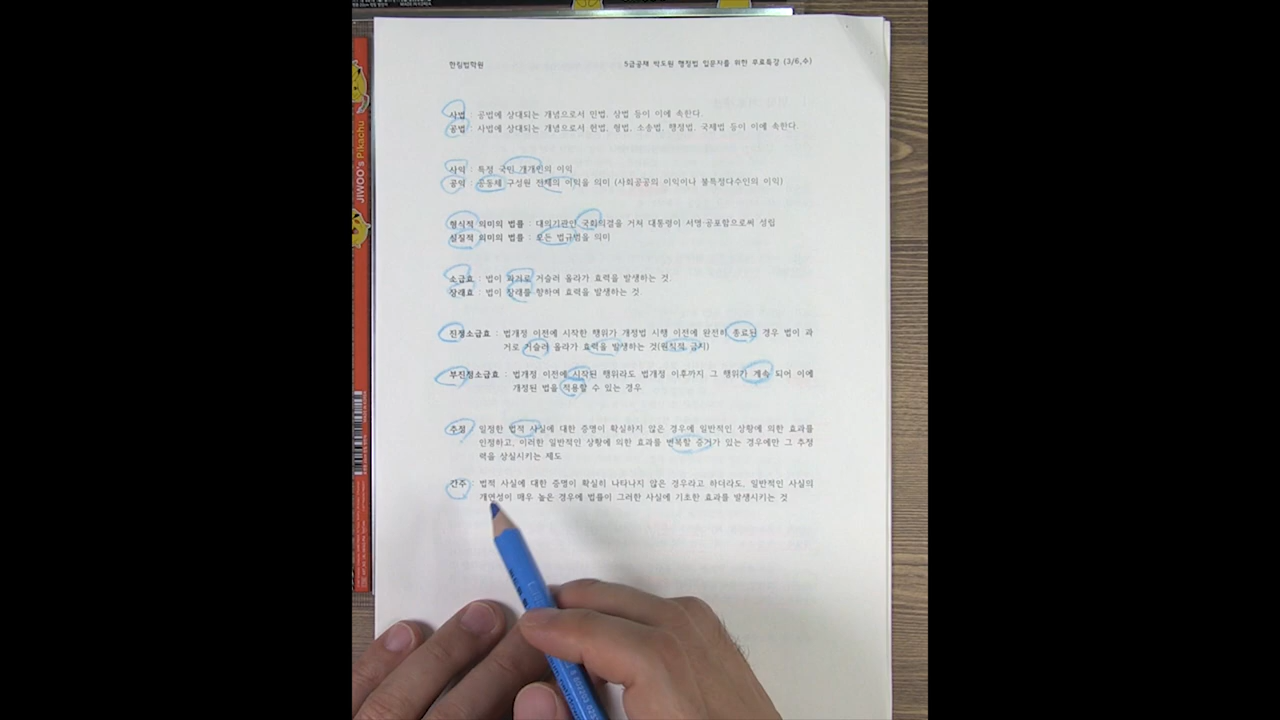 한림법학원
5급공채 박도원 행정법 입문자를 위한 무료특강 (3/6,수)
사법 : 공법에 상대되는 개념으로서 민법, 상법 등이 이에 속한다.
공법 : 사법에 상대되는 개념으로서 헌법, 형법, 소송법, 행정법, 국제법 등이 이에 속한다
사익 : 특정 국민 개개인의 이익
공익 : 공동체 구성원 전체의 이익을 의미 (사회공공의 이익이나 불특정다수인의 이익)
형식적 의미의 법률 : 대의기관인 국회의결을 거쳐 대통령이 서명·공포함으로써 성립
실질적 의미의 법률 : 모든 법규범을 의미
소급효 : 법이 과거로 거슬러 올라가 효력을 발생하는 것.
장래효 : 법이 장래를 향하여 효력을 발생하는 것.
진정소급효 : 법개정 이전에 시작한 행위가 개정법 시행 이전에 완전히 종료된 경우 법이 과
거로 거슬러 올라가 효력을 발생하는 것(원칙적 금지)
부진정소급효 : 법개정 이전에 시작된 행위라도 법개정 이후까지 그 행위가 계속 되어 이에
개정된 법을 적용할 수 있는 경우
추정 : 일정한 법적 사실에 대한 증명이 확실하지 않은 경우에 일반적인 상황에 의한 효과를
인정하고, 이러한 일반적인 상황에 의한 효과를 번복할 증거가 있는 경우에만 그 추정
력을 상실시키는 제도
간주 : 법적 사실에 대한 증명이 확실히 나타나지 않은 경우라고 하더라도, 일반적인 사실의
개연성이 매우 높은 경우에 법률이 그러한 사실에 기초한 효과를 발생시키는 것
JIWOO's Pikachu